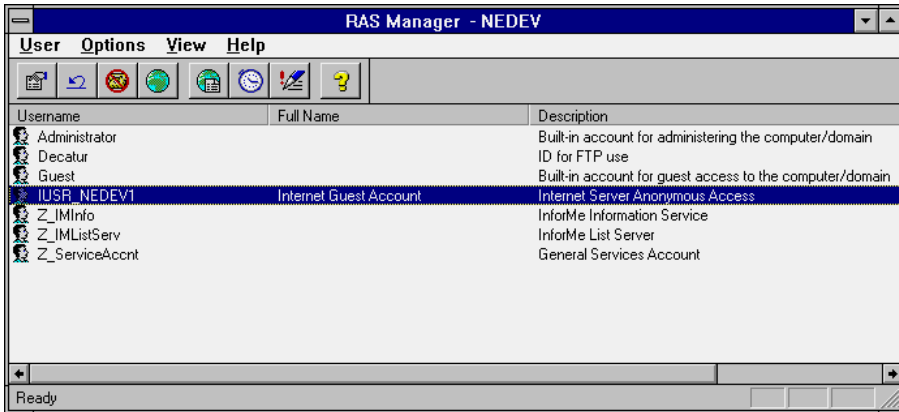 RAS Manager - NEDEV
User Options View Help
Username Full Name Description
Administrator Built-in account for administering the computer/domain
Decatur ID for FTP use
Guest Built-in account for guest access to the computer/domain
IUSR_NEDEV1 Internet Guest Account Internet Server Anonymous Access
Z_IMInfo InforMe Information Service
Z_IMListServ InforMe List Server
Z_ServiceAccnt General Services Account
Ready